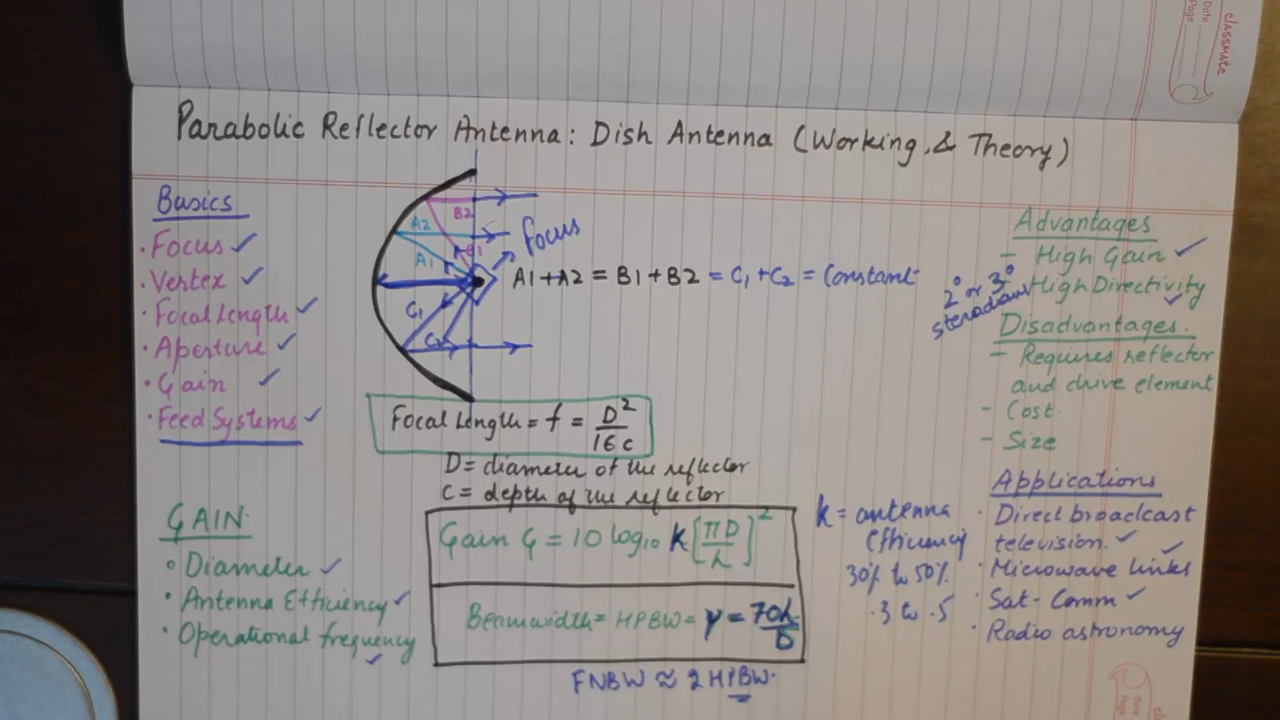 classmate
Date
Page
Parabolic Reflector Antenna: Dish Antenna (Working & Theory)
Basics
· Focus ✓
· Vertex ✓
· Focal Length ✓
· Aperture ✓
· Gain ✓
· Feed Systems ✓
B2
A2
B1
A1
C1
C2
Focus
A1 + A2 = B1 + B2 = C1 + C2 = Constant
Focal Length = f = D²/16c
D = diameter of the reflector
C = depth of the reflector
GAIN
· Diameter ✓
· Antenna Efficiency ✓
· Operational frequency ✓
Gain G = 10 log10 k[πD/λ]²
Beamwidth = HPBW = ψ = 70λ/D
FNBW ≈ 2 HPBW
k = antenna
Efficiency
30% to 50%
.3 to .5
Advantages
- High Gain ✓
- High Directivity ✓
2° or 3°
steradians
Disadvantages
- Requires reflector
and drive element
- Cost
- Size
Applications
· Direct broadcast
television ✓
· Microwave links ✓
· Sat-Comm ✓
· Radio astronomy